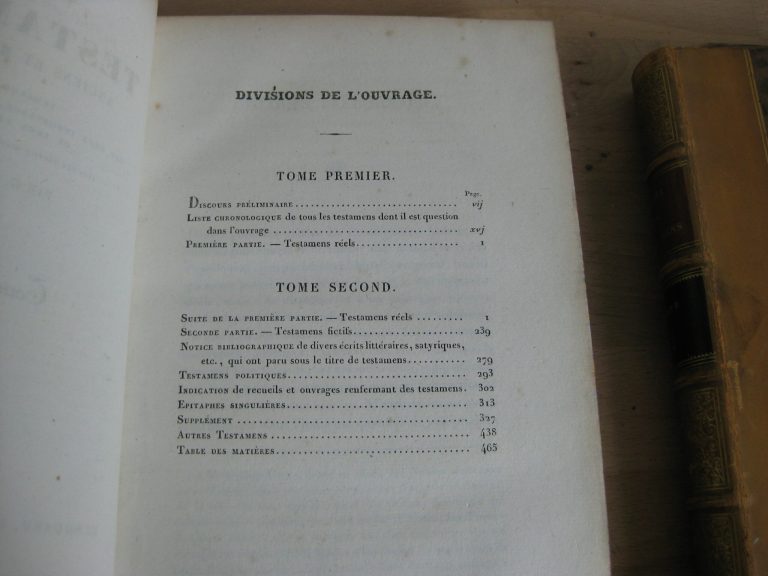 DIVISIONS DE L'OUVRAGE.
TOME PREMIER.
Page.
Discours préliminaire........................... vij
Liste chronologique de tous les testamens dont il est question
dans l'ouvrage ........................... xvj
Première partie. — Testamens réels.................... 1
TOME SECOND.
Suite de la première partie. — Testamens réels ......... 1
Seconde partie. — Testamens fictifs..................... 239
Notice bibliographique de divers écrits littéraires, satyriques,
etc., qui ont paru sous le titre de testamens........... 279
Testamens politiques........................... 293
Indication de recueils et ouvrages renfermant des testamens. 302
Epitaphes singulières........................... 313
Supplément ........................... 327
Autres Testamens ........................... 438
Table des matières........................... 465